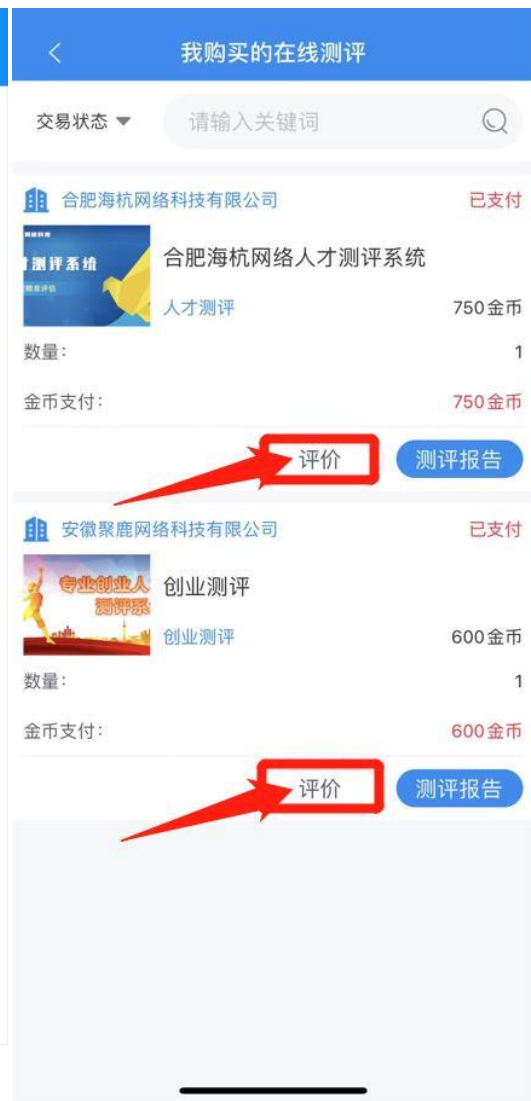 我购买的在线测评
交易状态
请输入关键词
合肥海杭网络科技有限公司 已支付
测评系统
合肥海杭网络人才测评系统
人才测评 750金币
数量： 1
金币支付： 750金币
评价 测评报告
安徽聚鹿网络科技有限公司 已支付
专业创业人
测评系
创业测评
创业测评 600金币
数量： 1
金币支付： 600金币
评价 测评报告